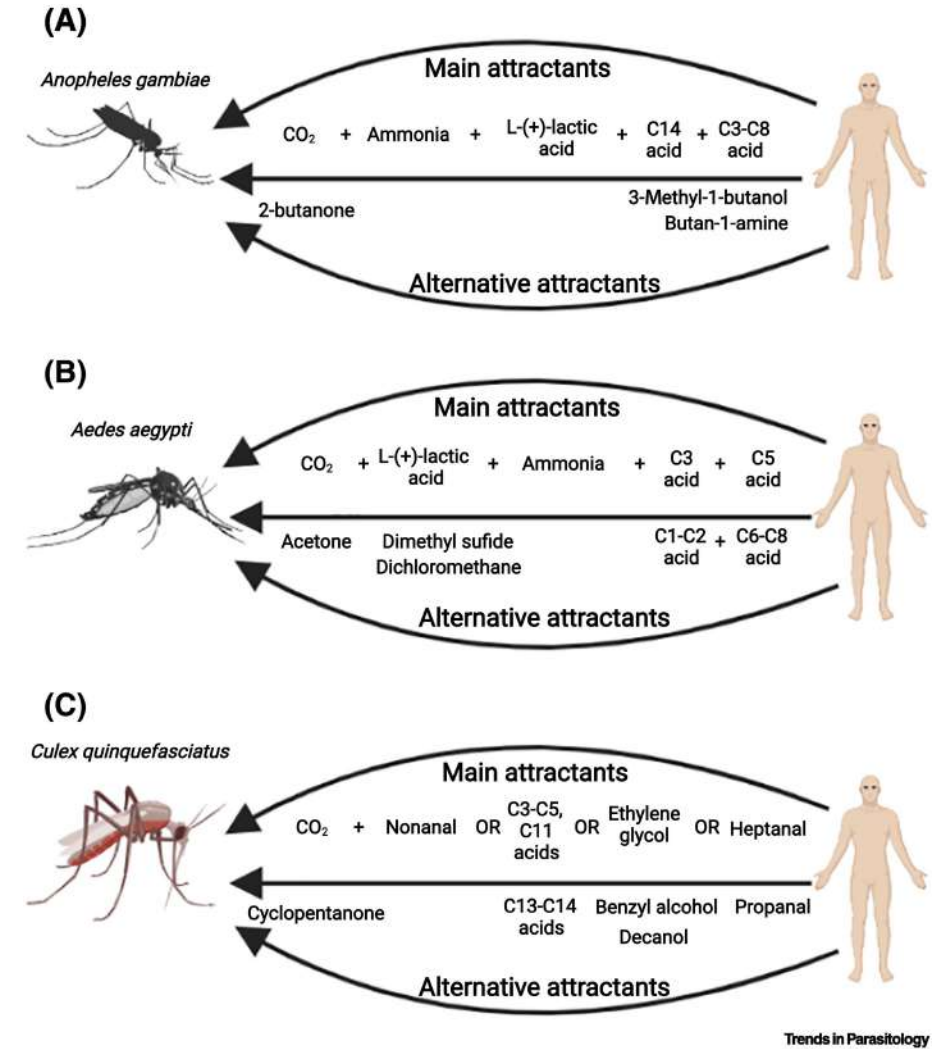 (A)
Anopheles gambiae
Main attractants
CO₂ + Ammonia + L-(+)-lactic acid + C14 acid + C3-C8 acid
2-butanone
3-Methyl-1-butanol
Butan-1-amine
Alternative attractants
(B)
Aedes aegypti
Main attractants
CO₂ + L-(+)-lactic acid + Ammonia + C3 acid + C5 acid
Acetone
Dimethyl sufide
Dichloromethane
C1-C2 acid + C6-C8 acid
Alternative attractants
(C)
Culex quinquefasciatus
Main attractants
CO₂ + Nonanal OR C3-C5, C11 acids OR Ethylene glycol OR Heptanal
Cyclopentanone
C13-C14 acids
Benzyl alcohol
Decanol
Propanal
Alternative attractants
Trends in Parasitology